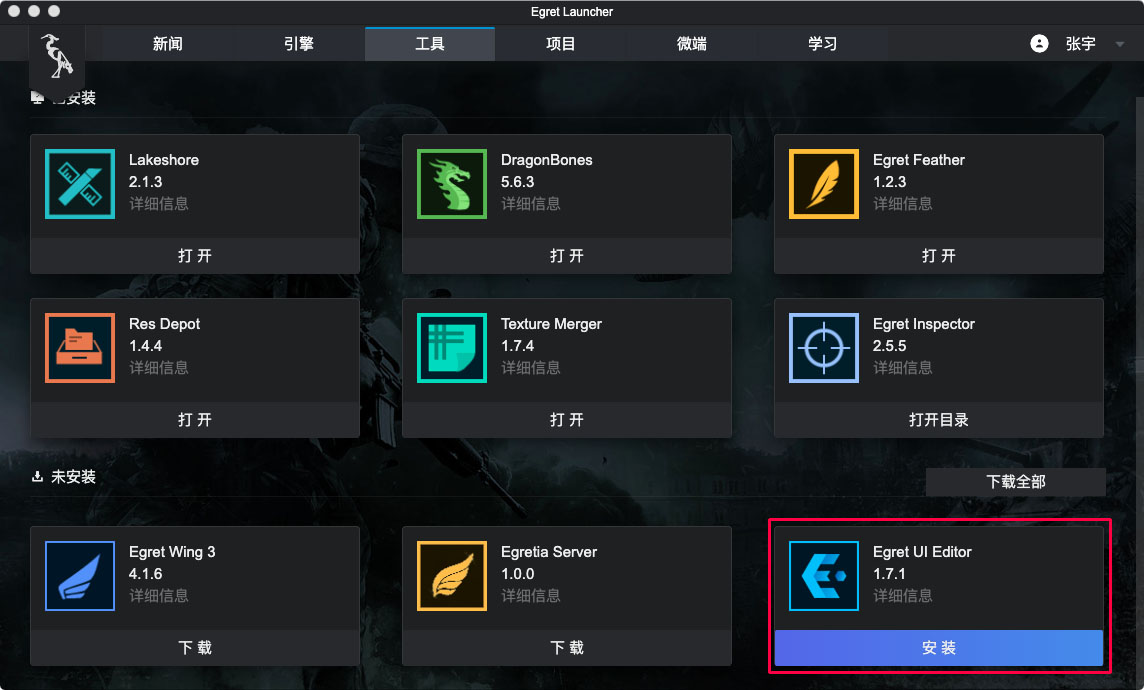 Egret Launcher
新闻
引擎
工具
项目
微端
学习
张宇
安装
Lakeshore
2.1.3
详细信息
打 开
DragonBones
5.6.3
详细信息
打 开
Egret Feather
1.2.3
详细信息
打 开
Res Depot
1.4.4
详细信息
打 开
Texture Merger
1.7.4
详细信息
打 开
Egret Inspector
2.5.5
详细信息
打开目录
未安装
下载全部
Egret Wing 3
4.1.6
详细信息
下 载
Egretia Server
1.0.0
详细信息
下 载
Egret UI Editor
1.7.1
详细信息
安 装